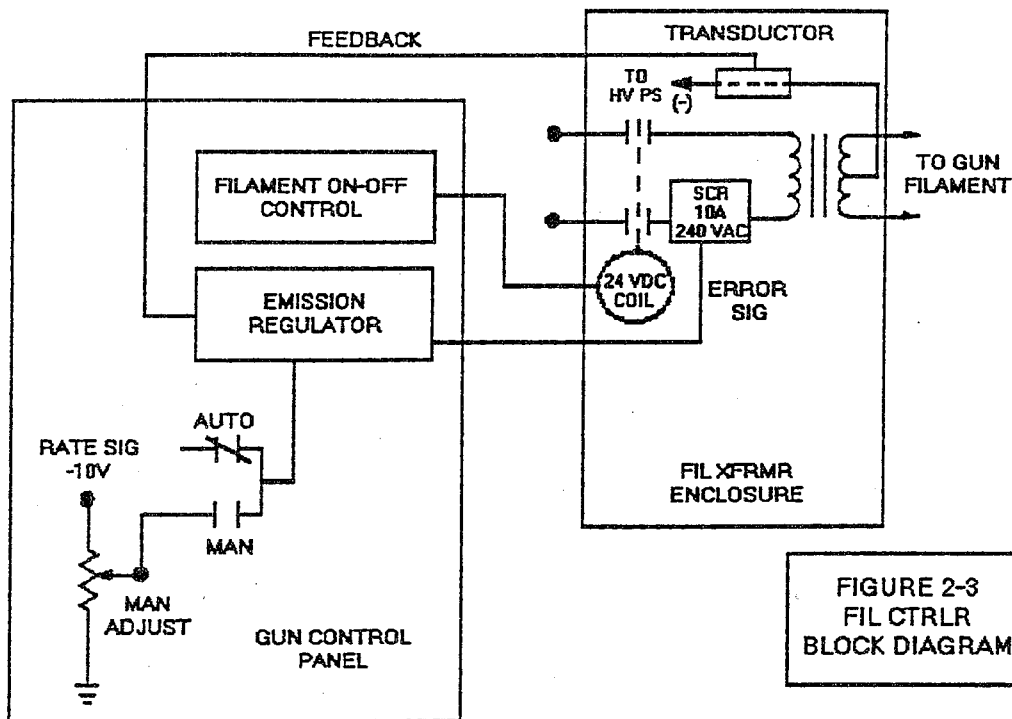 FEEDBACK
TRANSDUCTOR
TO
HV PS
(-)
FILAMENT ON-OFF
CONTROL
SCR
10A
240 VAC
TO GUN
FILAMENT
24 VDC
COIL
ERROR
SIG
EMISSION
REGULATOR
AUTO
RATE SIG
-10V
MAN
MAN
ADJUST
GUN CONTROL
PANEL
FIL XFRMR
ENCLOSURE
FIGURE 2-3
FIL CTRLR
BLOCK DIAGRAM